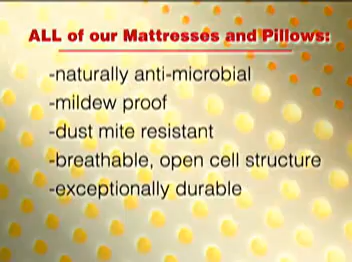 ALL of our Mattresses and Pillows:
-naturally anti-microbial
-mildew proof
-dust mite resistant
-breathable, open cell structure
-exceptionally durable